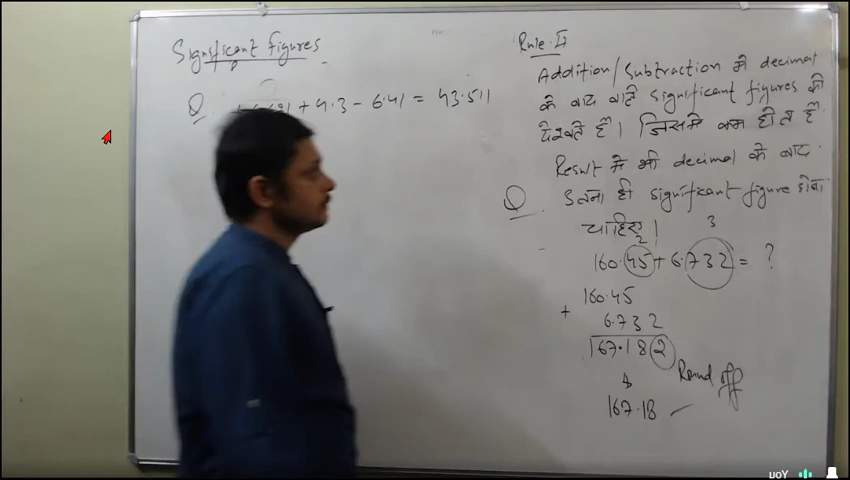 Significant Figures
Q. + 4.3 - 6.41 = 43.511
Rule-II
Addition/Subtraction में decimal
के बाद वाले significant figures को
देखते हैं। जिसमें कम होता है
Result में भी decimal के बाद
उतना ही significant figure होना
चाहिए।
2 3
Q. 160.45 + 6.732 = ?
160.45
+ 6.732
167.182
Round off
167.18